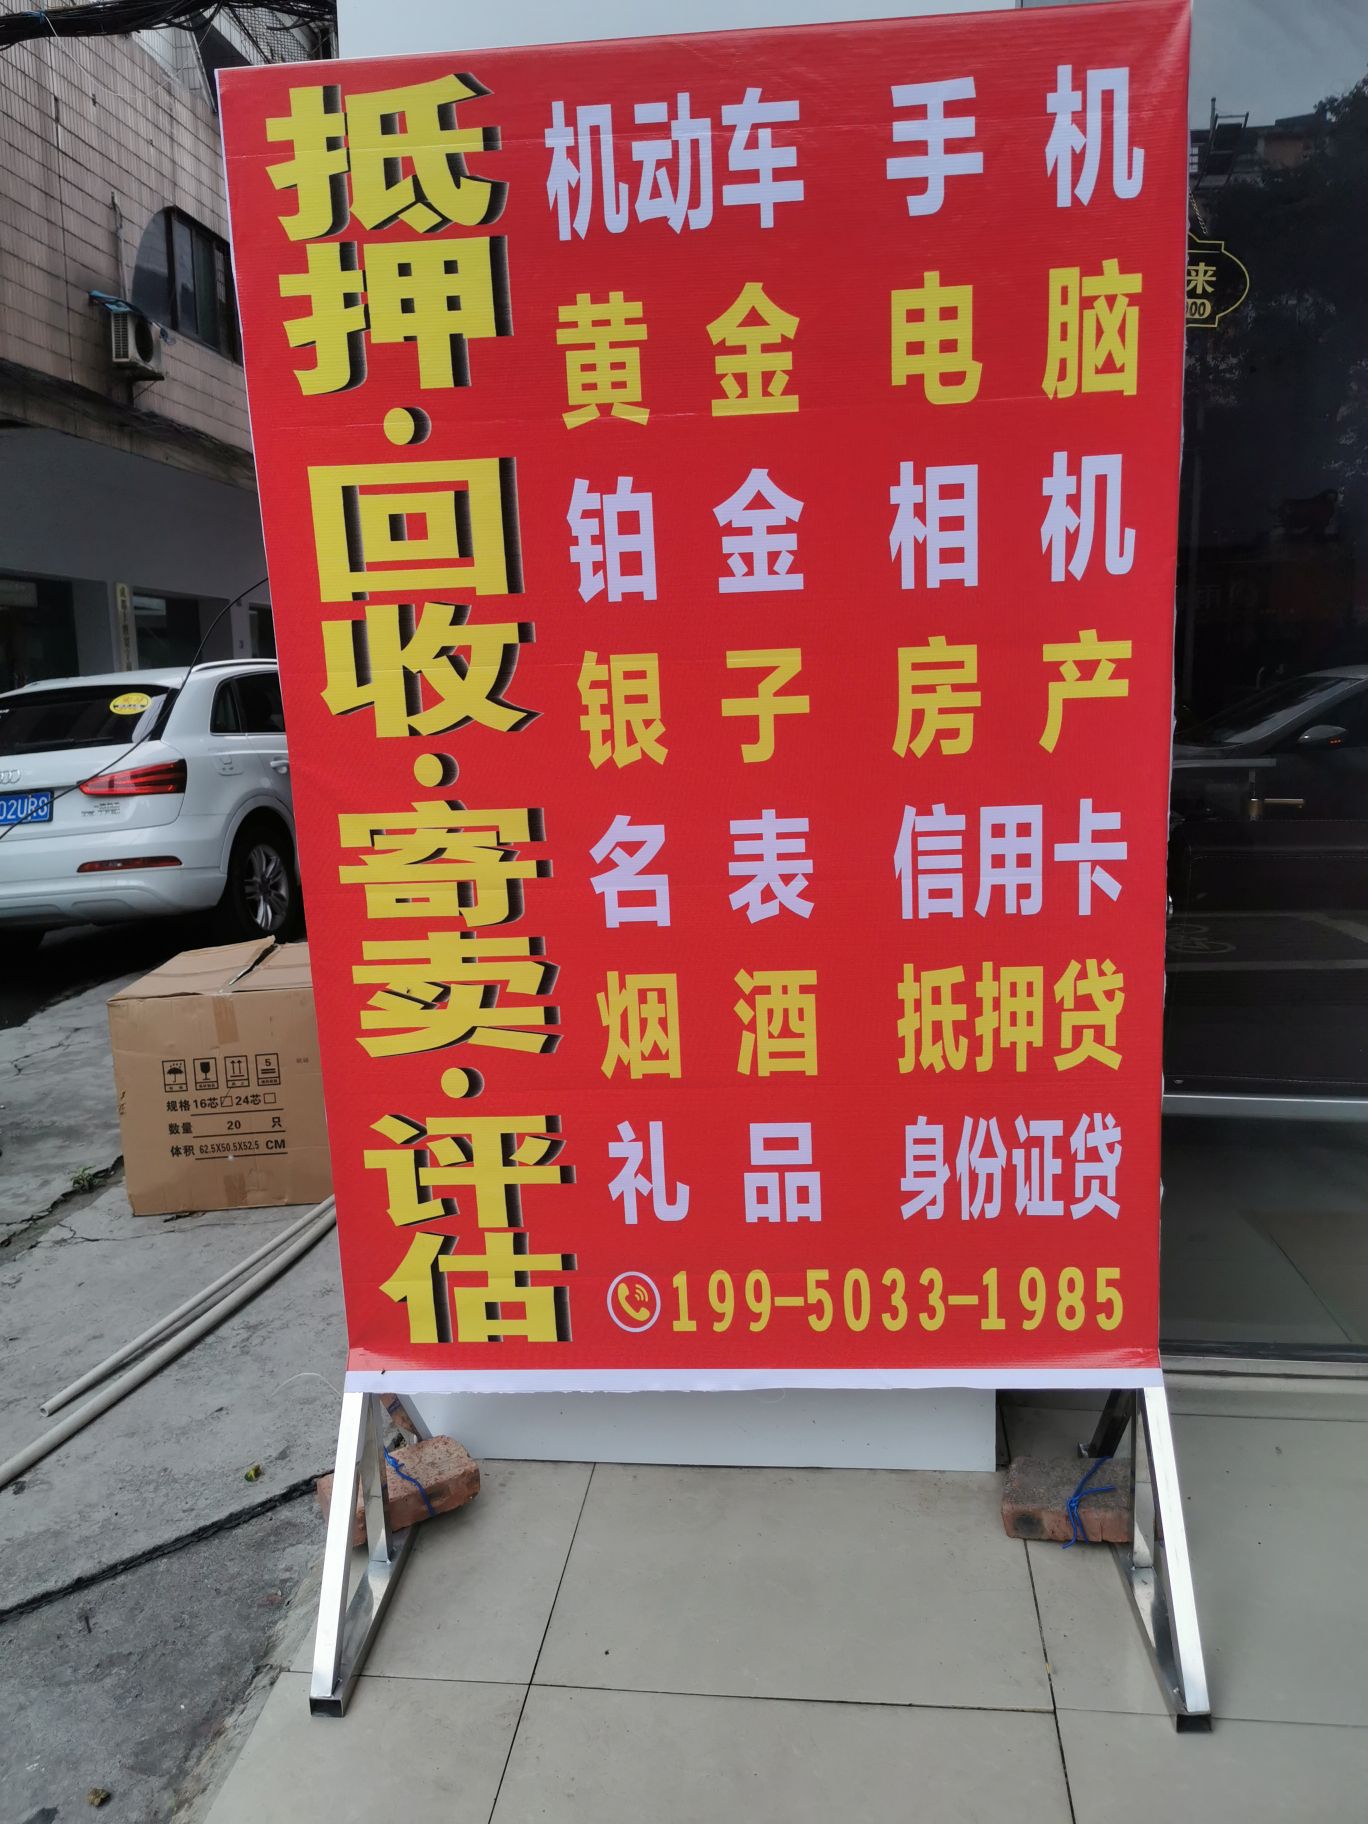 抵押·回收·寄卖·评估
机动车 手机
黄金 电脑
铂金 相机
银子 房产
名表 信用卡
烟酒 抵押贷
礼品 身份证贷
199-5033-1985
来
02UR8
5
规格 16芯 24芯
数量 20 只
体积 62.5X50.5X52.5 CM